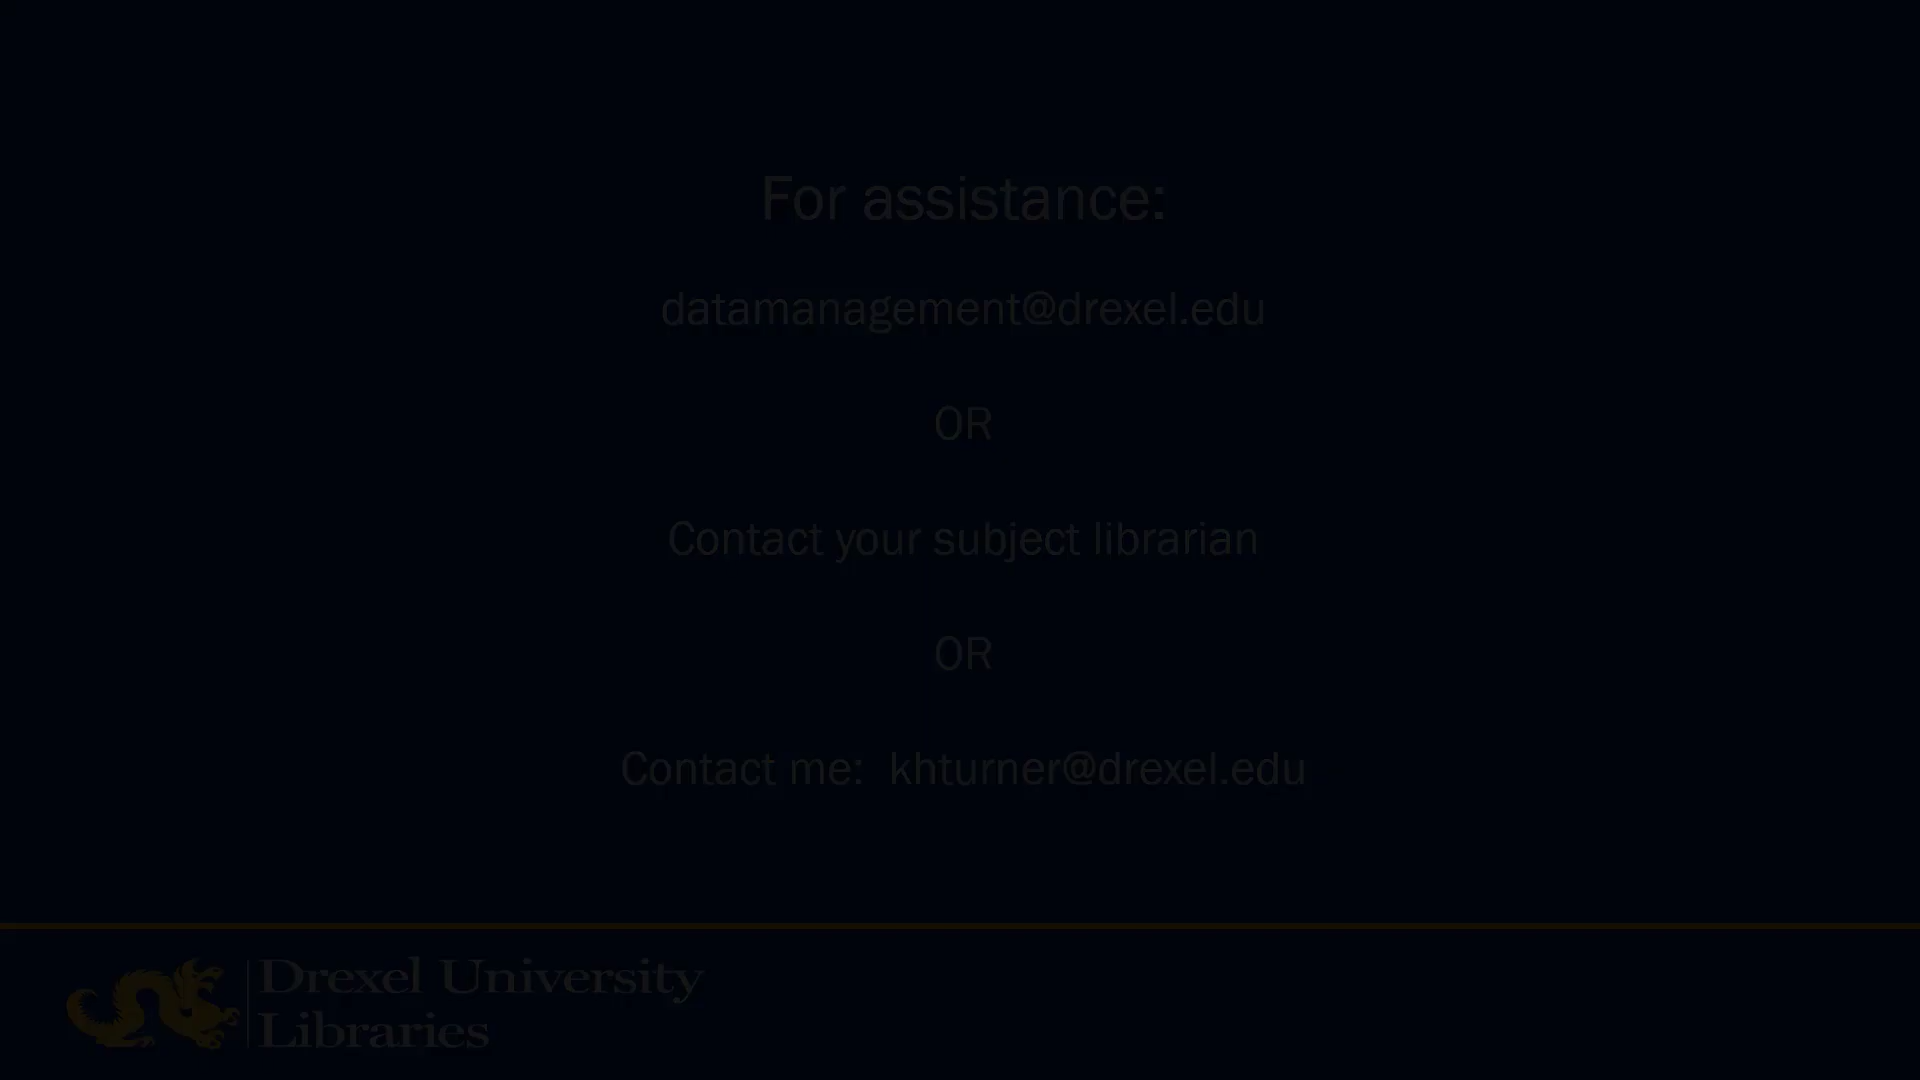 For assistance:
datamanagement@drexel.edu
OR
Contact your subject librarian
OR
Contact me:  khturner@drexel.edu
Drexel University
Libraries